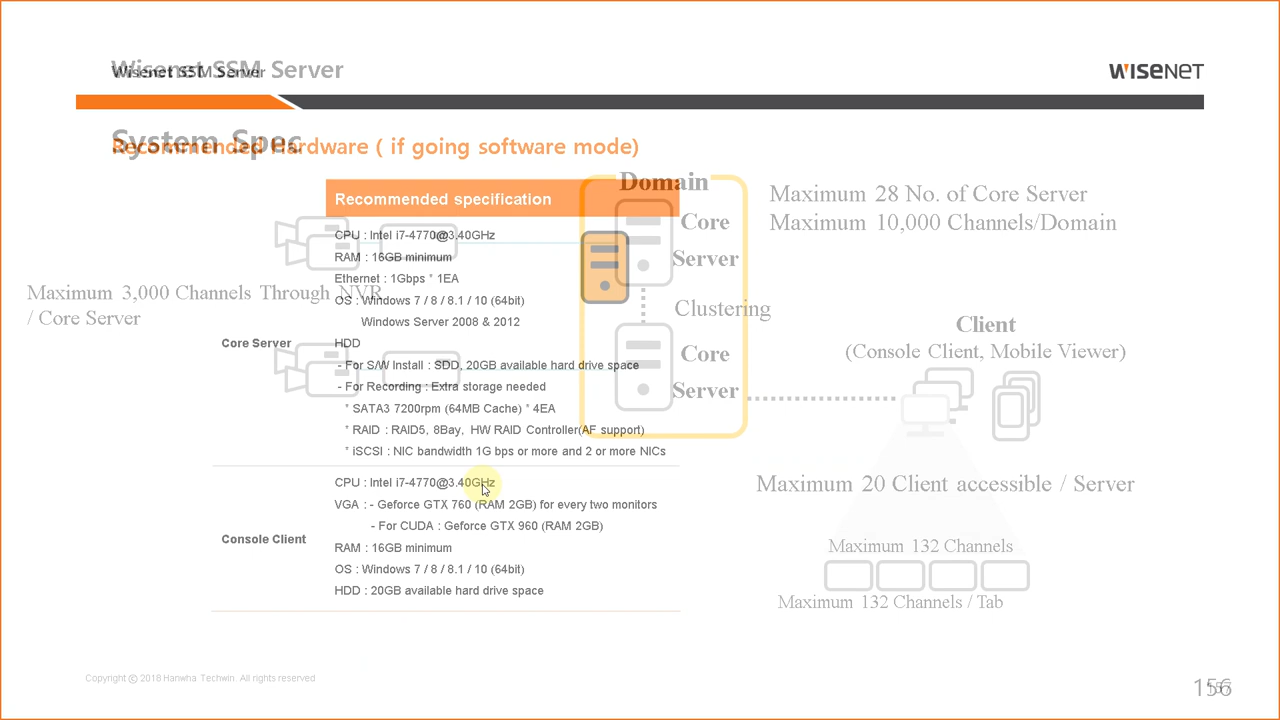 Wisenet SSM Server
Wisenet SSM Server
WISENET
System Spec
Recommended Hardware ( if going software mode)
Recommended specification
Core Server
CPU : Intel i7-4770@3.40GHz
RAM : 16GB minimum
Ethernet : 1Gbps * 1EA
OS : Windows 7 / 8 / 8.1 / 10 (64bit)
Windows Server 2008 & 2012
HDD
- For S/W Install : SDD, 20GB available hard drive space
- For Recording : Extra storage needed
* SATA3 7200rpm (64MB Cache) * 4EA
* RAID : RAID5, 8Bay, HW RAID Controller(AF support)
* iSCSI : NIC bandwidth 1G bps or more and 2 or more NICs
Console Client
CPU : Intel i7-4770@3.40GHz
VGA : - Geforce GTX 760 (RAM 2GB) for every two monitors
- For CUDA : Geforce GTX 960 (RAM 2GB)
RAM : 16GB minimum
OS : Windows 7 / 8 / 8.1 / 10 (64bit)
HDD : 20GB available hard drive space
Maximum 3,000 Channels Through NVR
/ Core Server
Domain
Core
Server
Clustering
Core
Server
Maximum 28 No. of Core Server
Maximum 10,000 Channels/Domain
Client
(Console Client, Mobile Viewer)
Maximum 20 Client accessible / Server
Maximum 132 Channels
Maximum 132 Channels / Tab
Copyright ⓒ 2018 Hanwha Techwin. All rights reserved
156
157